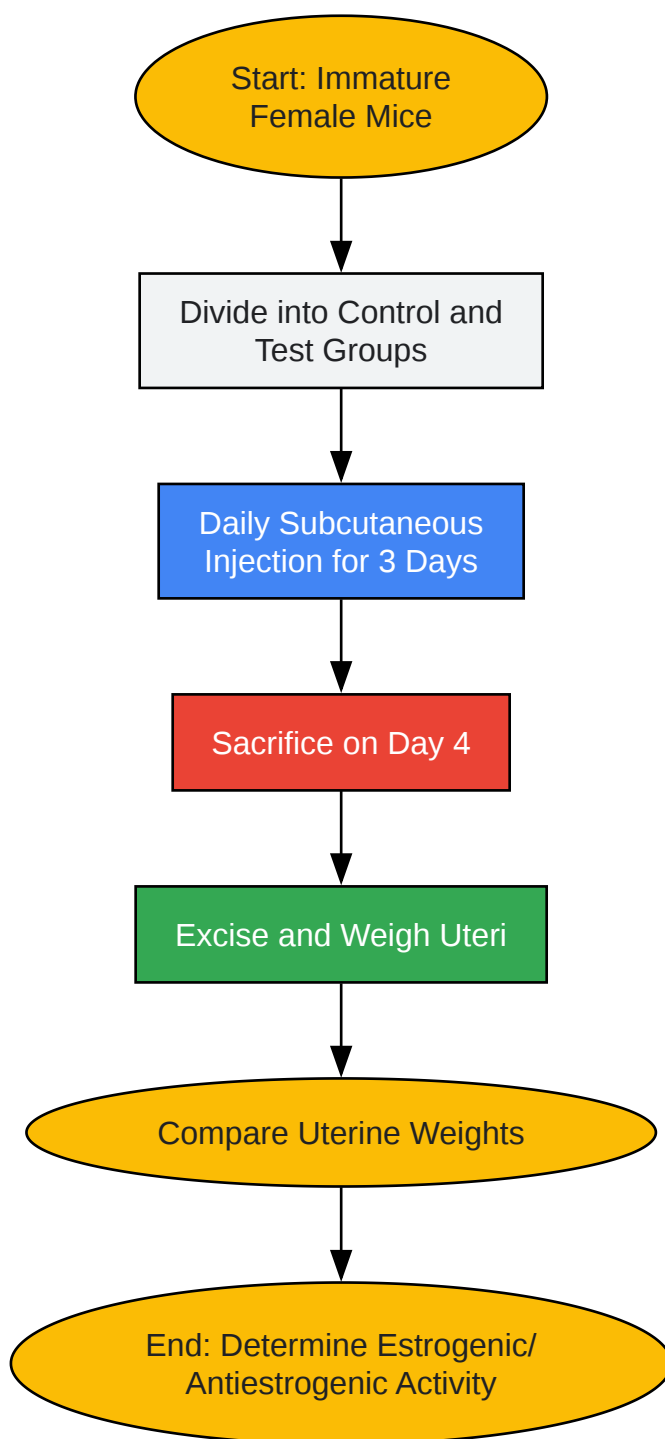 Start: Immature
Female Mice
Divide into Control and
Test Groups
Daily Subcutaneous
Injection for 3 Days
Sacrifice on Day 4
Excise and Weigh Uteri
Compare Uterine Weights
End: Determine Estrogenic/
Antiestrogenic Activity